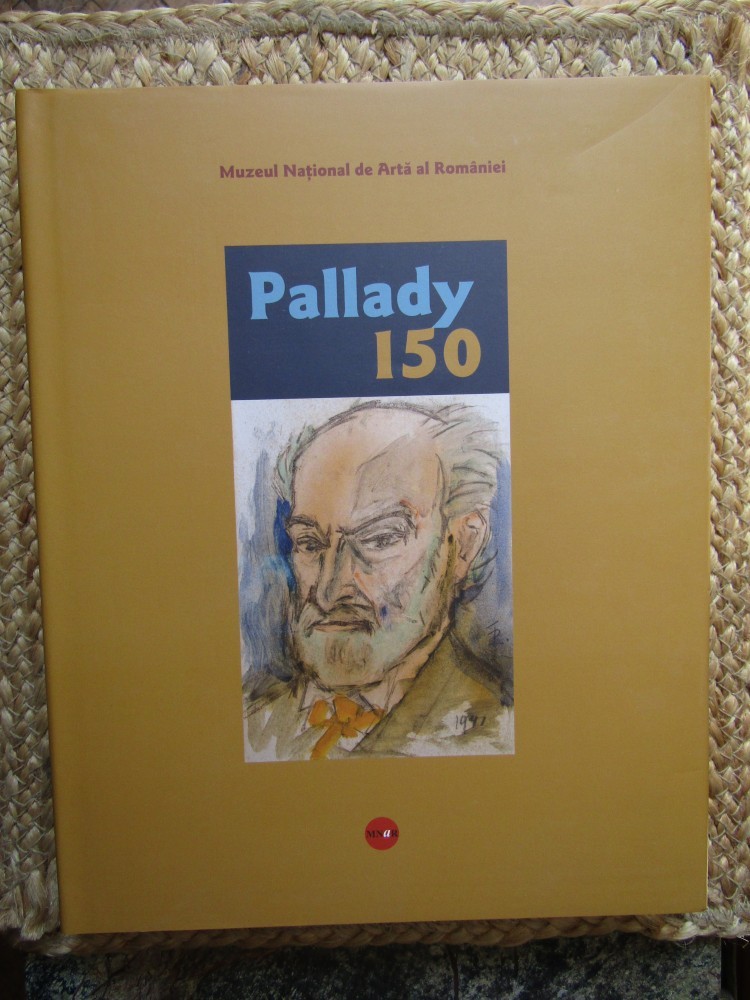 Muzeul Național de Artă al României
Pallady
150
1941
MNaR